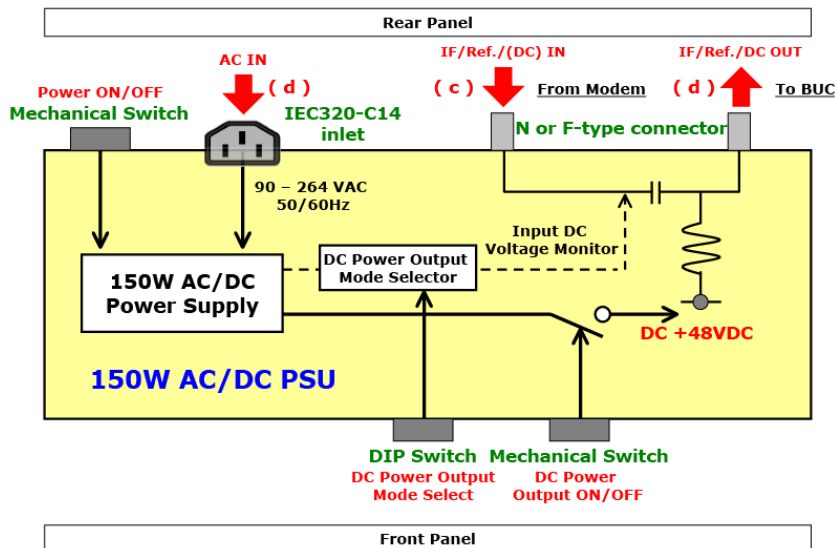 Rear Panel
AC IN
( d )
IF/Ref./(DC) IN
( c )
From Modem
IF/Ref./DC OUT
( d )
To BUC
Power ON/OFF
Mechanical Switch
IEC320-C14
inlet
N or F-type connector
90 – 264 VAC
50/60Hz
Input DC
Voltage Monitor
DC Power Output
Mode Selector
150W AC/DC
Power Supply
DC +48VDC
150W AC/DC PSU
DIP Switch
DC Power Output
Mode Select
Mechanical Switch
DC Power
Output ON/OFF
Front Panel